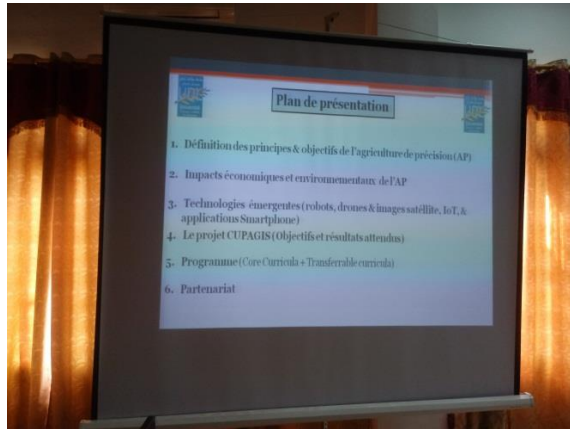 Plan de présentation
1. Définition des principes & objectifs de l'agriculture de précision (AP)
2. Impacts économiques et environnementaux de l'AP
3. Technologies émergentes (robots, drones & images satéllite, IoT, &
applications Smartphone)
4. Le projet CUPAGIS (Objectifs et résultats attendus)
5. Programme (Core Curricula + Transferrable curricula)
6. Partenariat